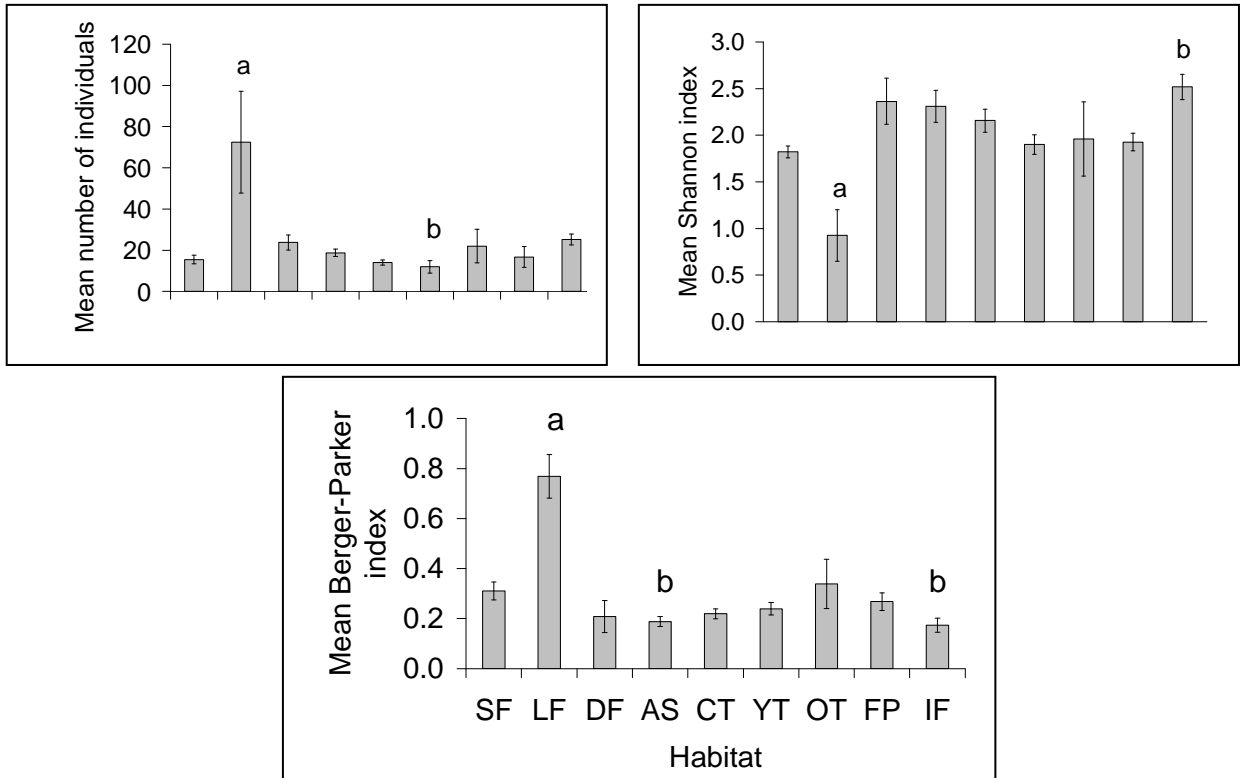 Mean number of individuals
120
100
80
60
40
20
0
a
b
Mean Shannon index
3.0
2.5
2.0
1.5
1.0
0.5
0.0
a
b
Mean Berger-Parker
index
1.0
0.8
0.6
0.4
0.2
0.0
a
b
b
SF LF DF AS CT YT OT FP IF
Habitat